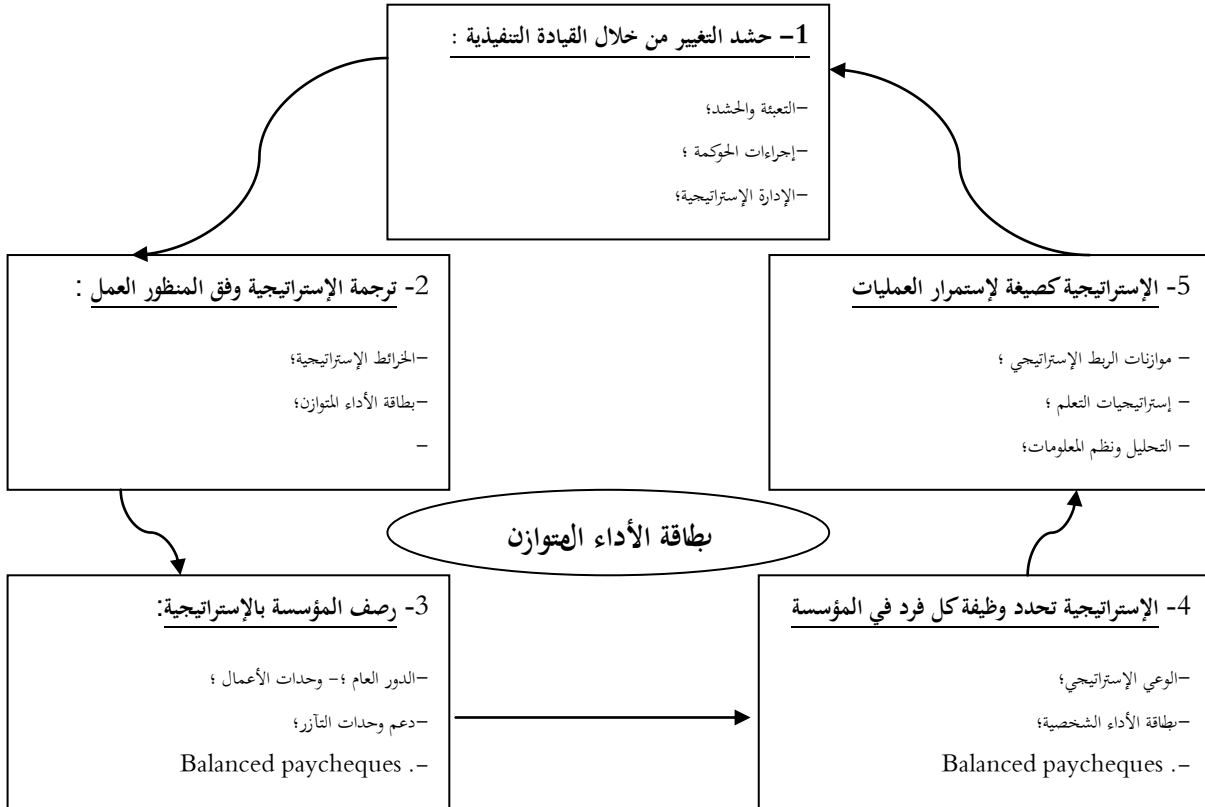 1- حشد التغيير من خلال القيادة التنفيذية :
-التعبئة والحشد؛
-إجراءات الحوكمة ؛
-الإدارة الإستراتيجية؛
2- ترجمة الإستراتيجية وفق المنظور العمل :
-الخرائط الإستراتيجية؛
-بطاقة الأداء المتوازن؛
-
5- الإستراتيجية كصيغة لإستمرار العمليات
- موازنات الربط الإستراتيجي ؛
- إستراتيجيات التعلم ؛
- التحليل ونظم المعلومات؛
بطاقة الأداء المتوازن
3- رصف المؤسسة بالإستراتيجية:
-الدور العام ؛- وحدات الأعمال ؛
-دعم وحدات التآزر؛
Balanced paycheques .-
4- الإستراتيجية تحدد وظيفة كل فرد في المؤسسة
-الوعي الإستراتيجي؛
-بطاقة الأداء الشخصية؛
Balanced paycheques .-